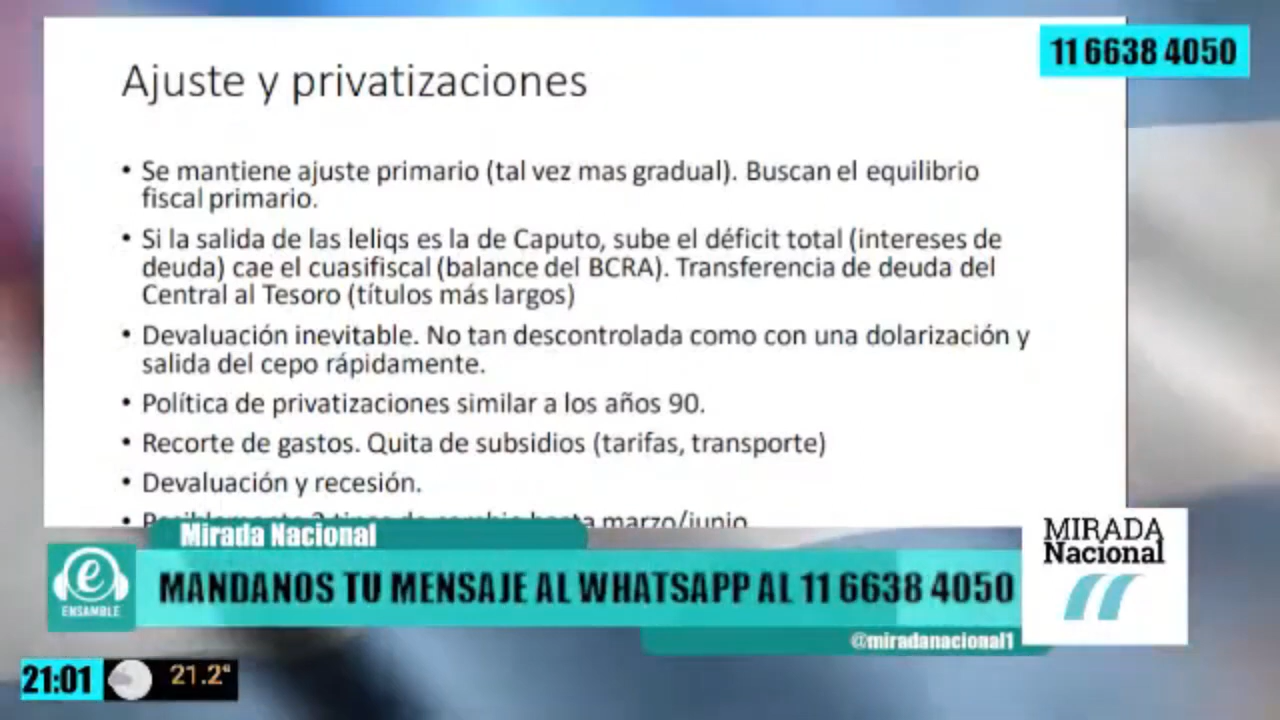 11 6638 4050
Ajuste y privatizaciones
• Se mantiene ajuste primario (tal vez mas gradual). Buscan el equilibrio
fiscal primario.
• Si la salida de las leliqs es la de Caputo, sube el déficit total (intereses de
deuda) cae el cuasifiscal (balance del BCRA). Transferencia de deuda del
Central al Tesoro (títulos más largos)
• Devaluación inevitable. No tan descontrolada como con una dolarización y
salida del cepo rápidamente.
• Política de privatizaciones similar a los años 90.
• Recorte de gastos. Quita de subsidios (tarifas, transporte)
• Devaluación y recesión.
• marzo/junio
Mirada Nacional
MIRADA
Nacional
e
ENSAMBLE
MANDANOS TU MENSAJE AL WHATSAPP AL 11 6638 4050
@miradanacional1
21:01
21.2°